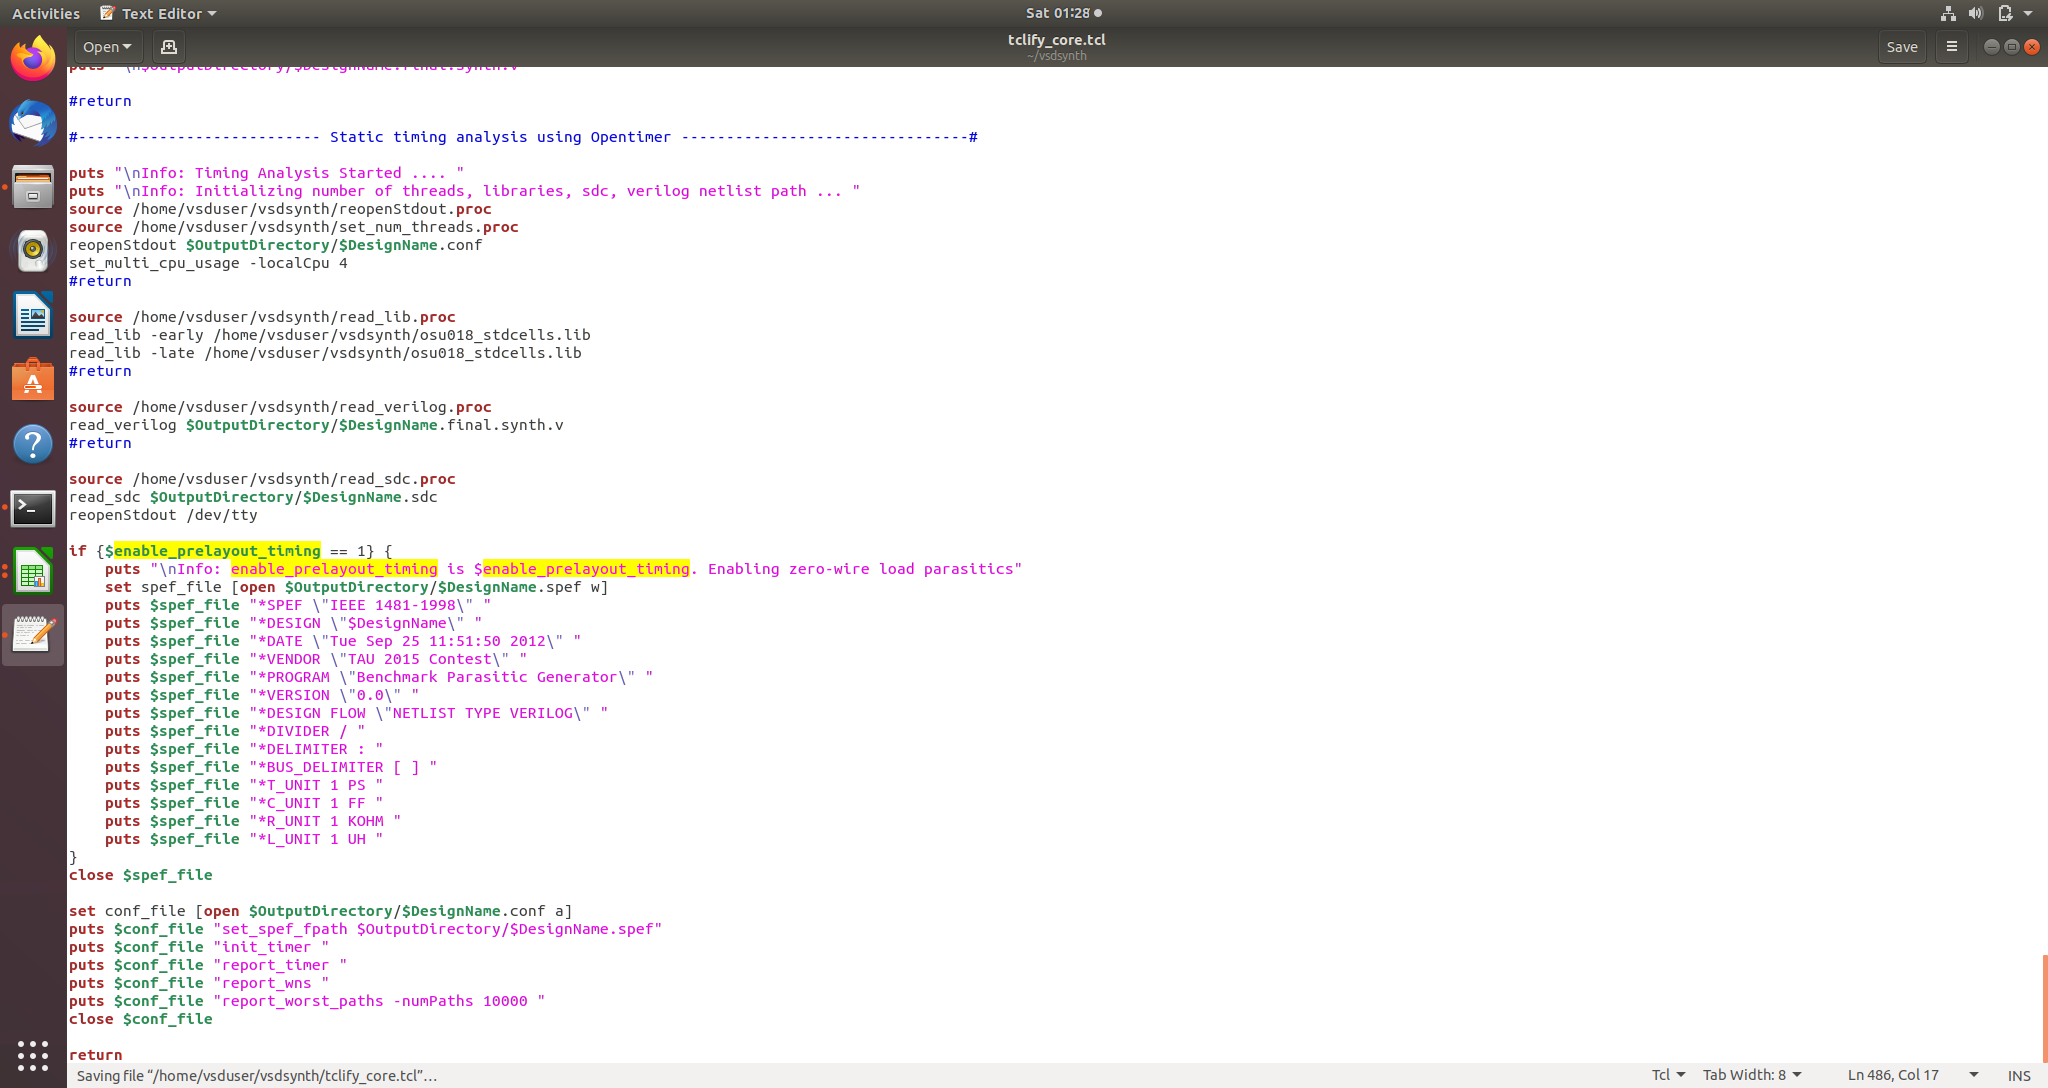 Activities Text Editor Sat 01:28
Open tclify_core.tcl Save
~/vsdsynth
puts "\n$OutputDirectory/$DesignName.final.synth.v
#return
#--------------------------- Static timing analysis using Opentimer --------------------------------#
puts "\nInfo: Timing Analysis Started .... "
puts "\nInfo: Initializing number of threads, libraries, sdc, verilog netlist path ... "
source /home/vsduser/vsdsynth/reopenStdout.proc
source /home/vsduser/vsdsynth/set_num_threads.proc
reopenStdout $OutputDirectory/$DesignName.conf
set_multi_cpu_usage -localCpu 4
#return
source /home/vsduser/vsdsynth/read_lib.proc
read_lib -early /home/vsduser/vsdsynth/osu018_stdcells.lib
read_lib -late /home/vsduser/vsdsynth/osu018_stdcells.lib
#return
source /home/vsduser/vsdsynth/read_verilog.proc
read_verilog $OutputDirectory/$DesignName.final.synth.v
#return
source /home/vsduser/vsdsynth/read_sdc.proc
read_sdc $OutputDirectory/$DesignName.sdc
reopenStdout /dev/tty
if {$enable_prelayout_timing == 1} {
puts "\nInfo: enable_prelayout_timing is $enable_prelayout_timing. Enabling zero-wire load parasitics"
set spef_file [open $OutputDirectory/$DesignName.spef w]
puts $spef_file "*SPEF \"IEEE 1481-1998\" "
puts $spef_file "*DESIGN \"$DesignName\" "
puts $spef_file "*DATE \"Tue Sep 25 11:51:50 2012\" "
puts $spef_file "*VENDOR \"TAU 2015 Contest\" "
puts $spef_file "*PROGRAM \"Benchmark Parasitic Generator\" "
puts $spef_file "*VERSION \"0.0\" "
puts $spef_file "*DESIGN FLOW \"NETLIST TYPE VERILOG\" "
puts $spef_file "*DIVIDER / "
puts $spef_file "*DELIMITER : "
puts $spef_file "*BUS_DELIMITER [ ] "
puts $spef_file "*T_UNIT 1 PS "
puts $spef_file "*C_UNIT 1 FF "
puts $spef_file "*R_UNIT 1 KOHM "
puts $spef_file "*L_UNIT 1 UH "
}
close $spef_file
set conf_file [open $OutputDirectory/$DesignName.conf a]
puts $conf_file "set_spef_fpath $OutputDirectory/$DesignName.spef"
puts $conf_file "init_timer "
puts $conf_file "report_timer "
puts $conf_file "report_wns "
puts $conf_file "report_worst_paths -numPaths 10000 "
close $conf_file
return
Saving file “/home/vsduser/vsdsynth/tclify_core.tcl”… Tcl Tab Width: 8 Ln 486, Col 17 INS